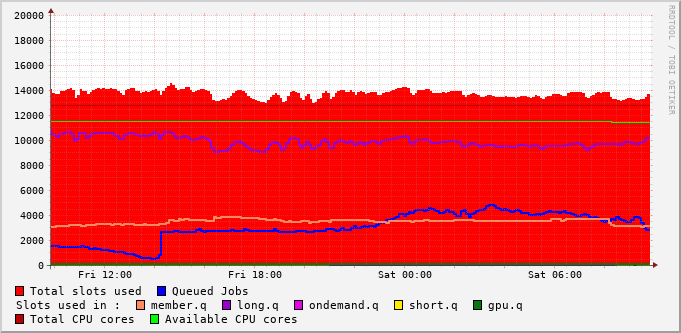 20000
18000
16000
14000
12000
10000
8000
6000
4000
2000
0
Fri 12:00 Fri 18:00 Sat 00:00 Sat 06:00
RRDTOOL / TOBI OETIKER
Total slots used Queued Jobs
Slots used in : member.q long.q ondemand.q short.q gpu.q
Total CPU cores Available CPU cores